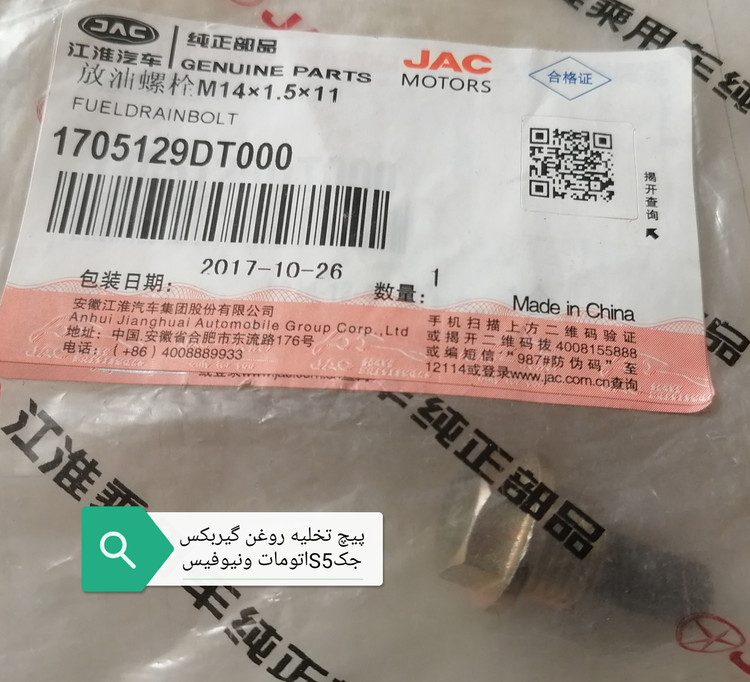 JAC
江淮汽车
纯正部品
GENUINE PARTS
JAC
MOTORS
合格证
放油螺栓M14×1.5×11
FUELDRAINBOLT
1705129DT000
揭开查询
包装日期:
2017-10-26
数量:
1
Made in China
安徽江淮汽车集团股份有限公司
Anhui Jianghuai Automobile Group Corp.,Ltd
地址: 中国.安徽省合肥市东流路176号
电话: (+86) 4008889933
手机扫描上方二维码验证
或揭开二维码拨4008155888
或编短信"987#防伪码"至
12114或登录www.jac.com.cn查询
JAC
江淮乘用车纯正部品
乘用车纯正部品
پیچ تخلیه روغن گیربکس
جکS5اتومات ونیوفیس